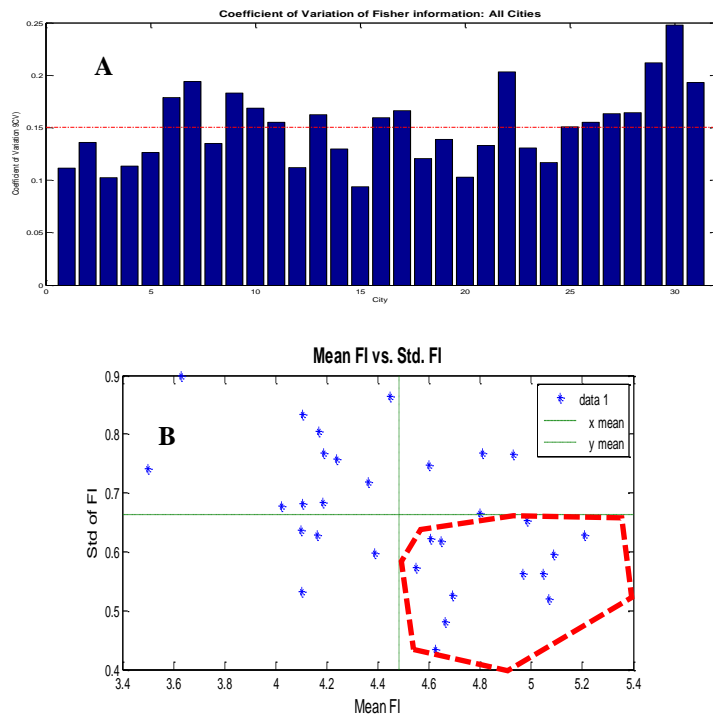 Coefficient of Variation of Fisher information: All Cities
A
Coefficient of Variation 9CV)
0.25
0.2
0.15
0.1
0.05
0
0 5 10 15 20 25 30
City
Mean FI vs. Std. FI
B
Std of FI
0.9
0.8
0.7
0.6
0.5
0.4
data 1
x mean
y mean
3.4 3.6 3.8 4 4.2 4.4 4.6 4.8 5 5.2 5.4
Mean FI